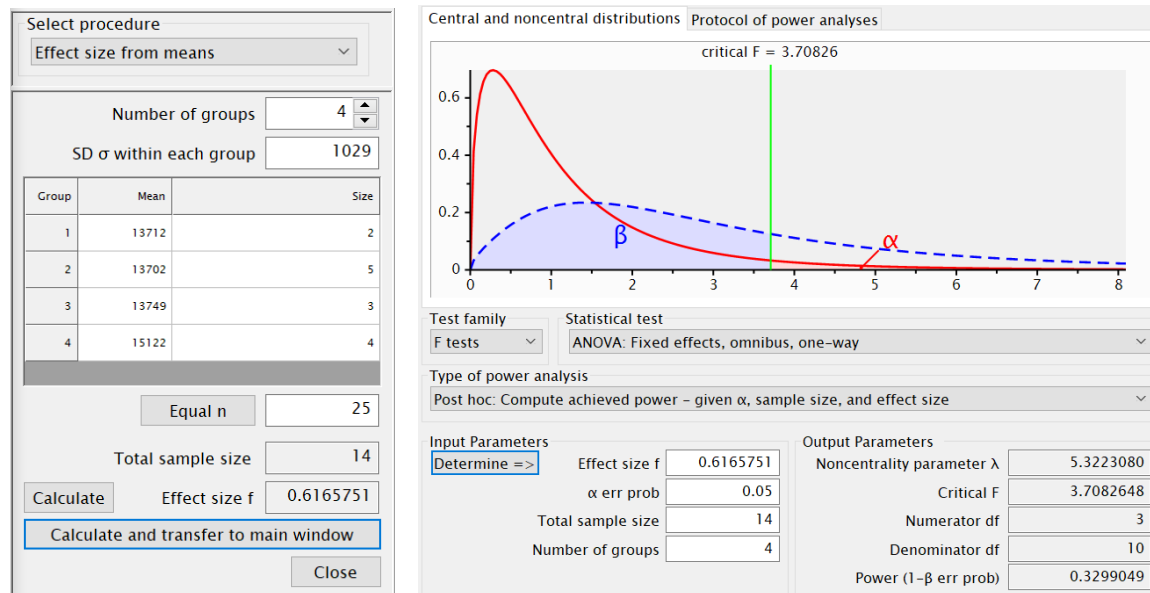 Select procedure
Effect size from means
Number of groups 4
SD σ within each group 1029
Group Mean Size
1 13712 2
2 13702 5
3 13749 3
4 15122 4
Equal n 25
Total sample size 14
Calculate Effect size f 0.6165751
Calculate and transfer to main window
Close
Central and noncentral distributions Protocol of power analyses
critical F = 3.70826
0.6
0.4
0.2
0
β
α
0 1 2 3 4 5 6 7 8
Test family Statistical test
F tests ANOVA: Fixed effects, omnibus, one-way
Type of power analysis
Post hoc: Compute achieved power – given α, sample size, and effect size
Input Parameters Output Parameters
Determine => Effect size f 0.6165751 Noncentrality parameter λ 5.3223080
α err prob 0.05 Critical F 3.7082648
Total sample size 14 Numerator df 3
Number of groups 4 Denominator df 10
Power (1-β err prob) 0.3299049